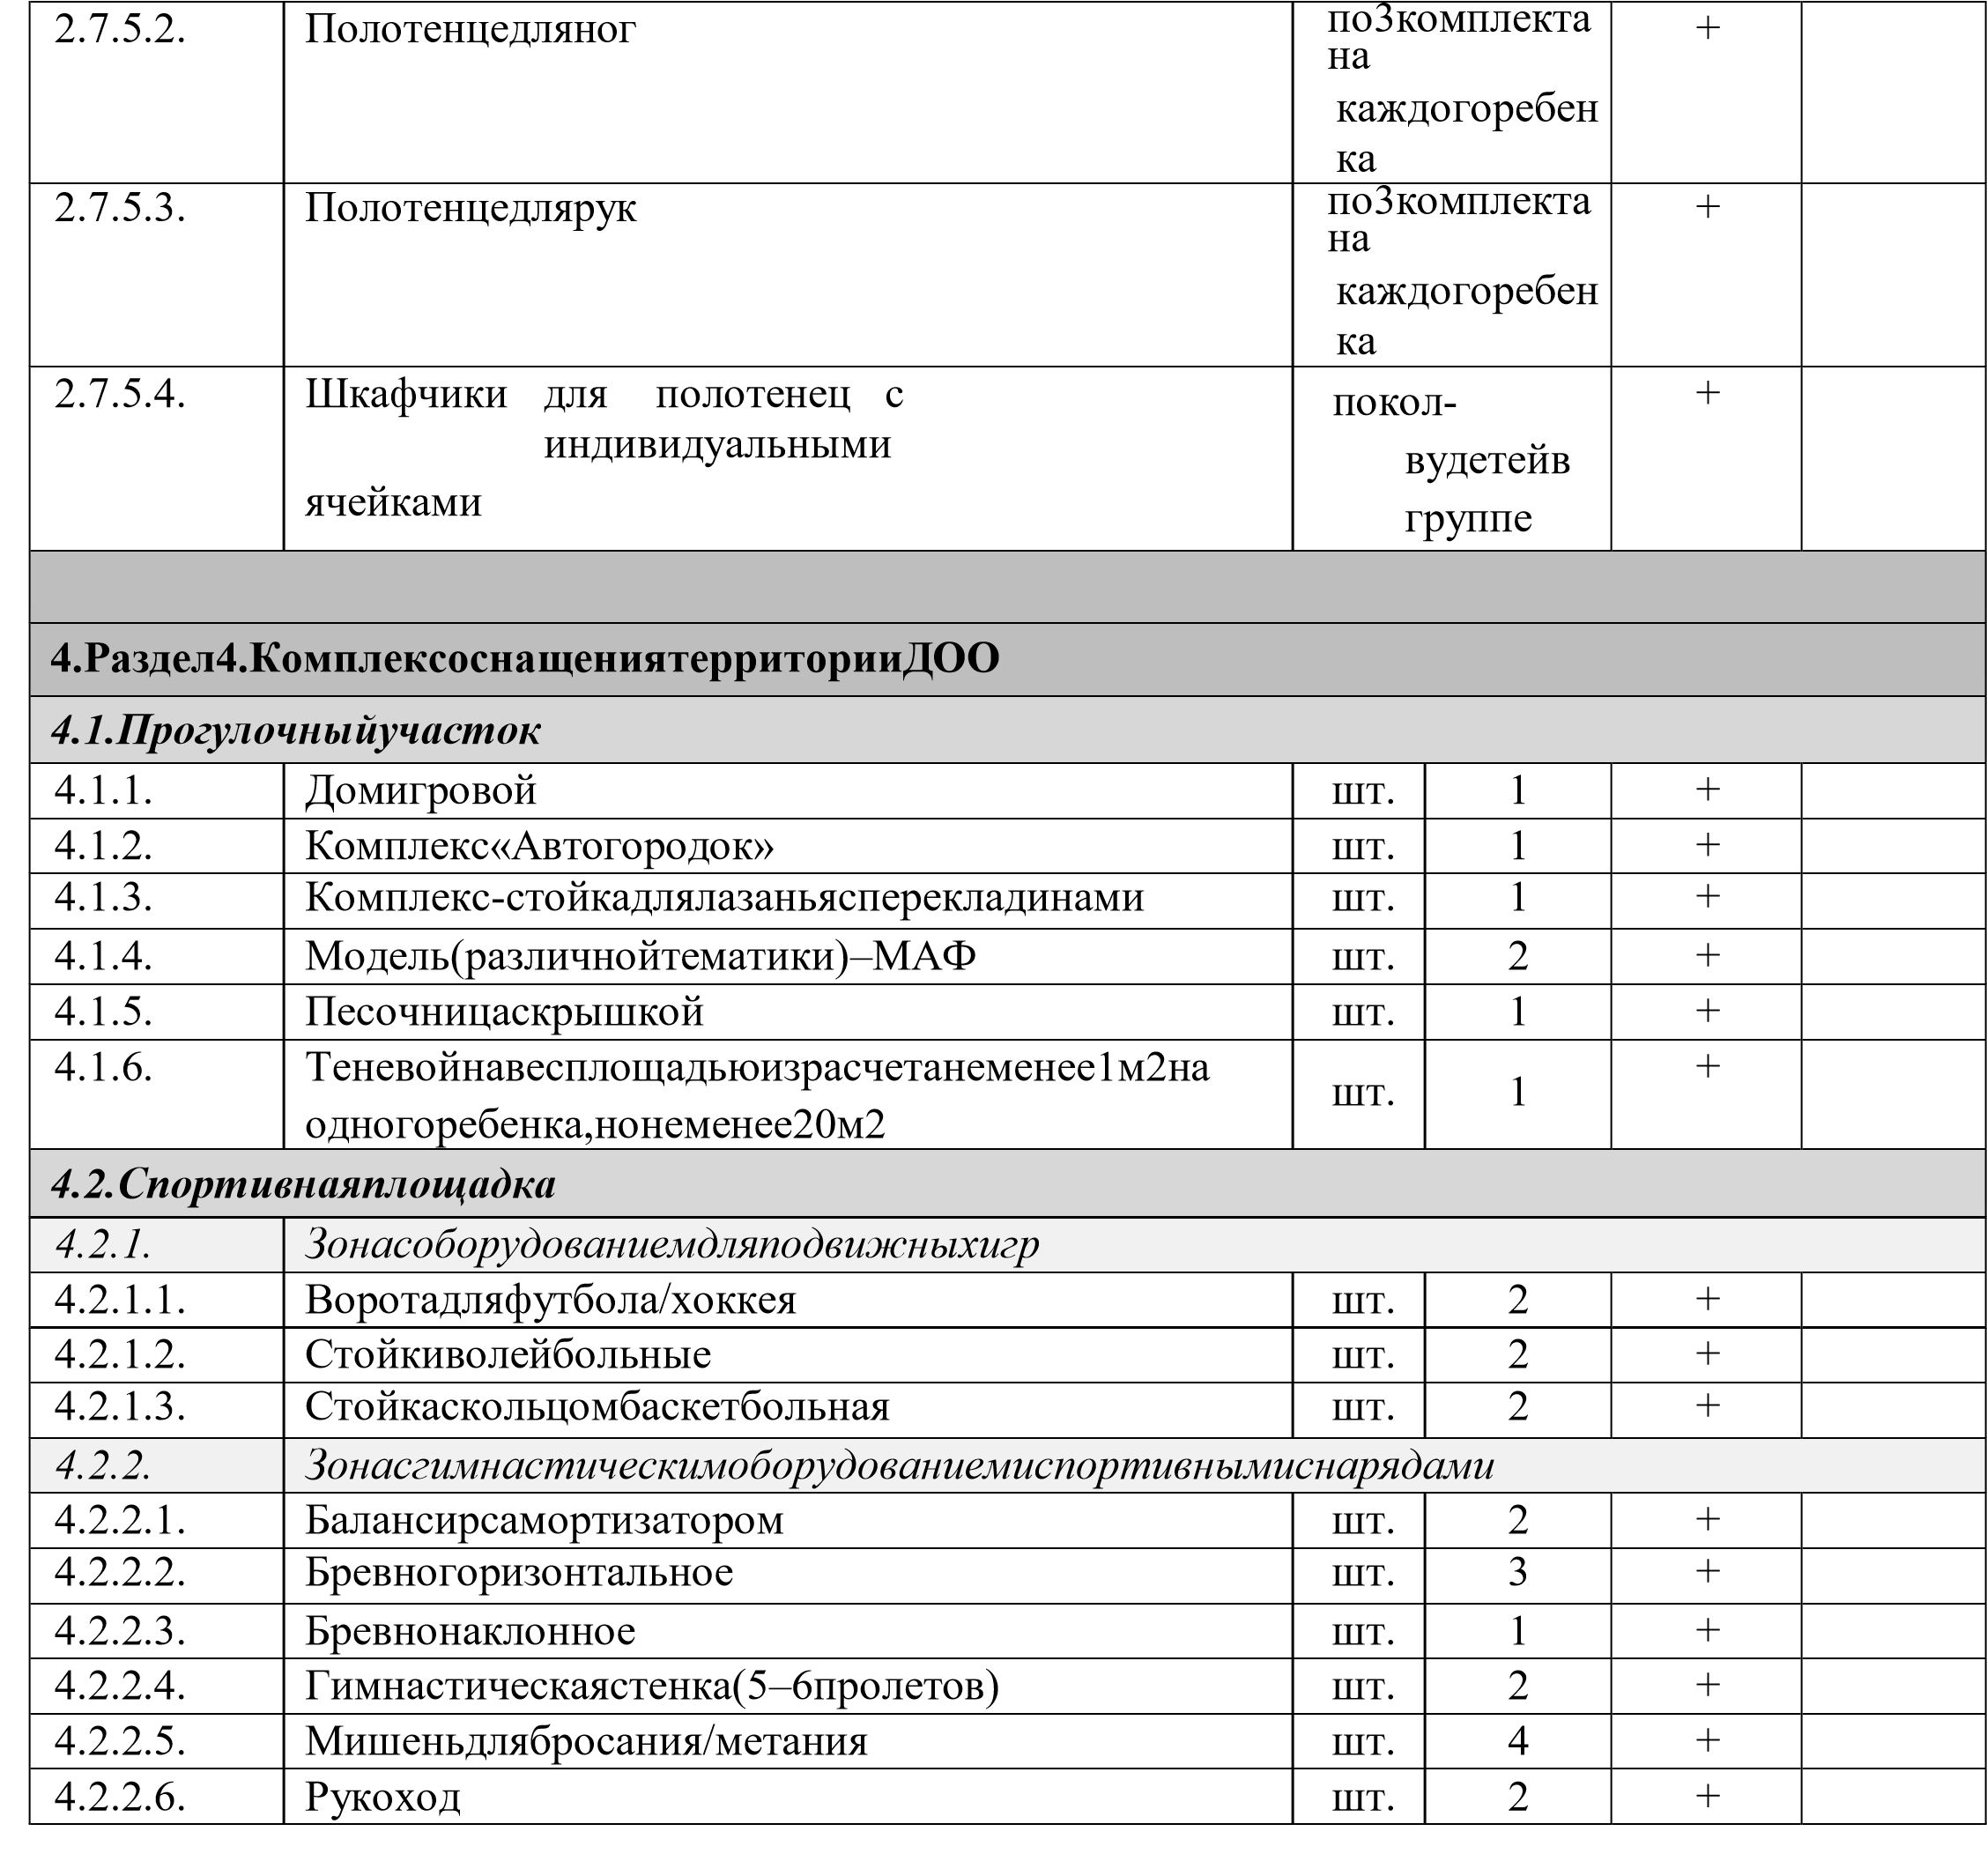 2.7.5.2. Полотенцедляног по3комплекта +
на
каждогоребен
ка
2.7.5.3. Полотенцедлярук по3комплекта +
на
каждогоребен
ка
2.7.5.4. Шкафчики для полотенец с покол- +
индивидуальными вудетейв
ячейками группе
4.Раздел4.КомплексоснащениятерриторииДОО
4.1.Прогулочныйучасток
4.1.1. Домигровой шт. 1 +
4.1.2. Комплекс«Автогородок» шт. 1 +
4.1.3. Комплекс-стойкадлялазаньясперекладинами шт. 1 +
4.1.4. Модель(различнойтематики)–МАФ шт. 2 +
4.1.5. Песочницаскрышкой шт. 1 +
4.1.6. Теневойнавесплощадьюизрасчетанеменее1м2на шт. 1 +
одногоребенка,нонеменее20м2
4.2.Спортивнаяплощадка
4.2.1. Зонасоборудованиемдляподвижныхигр
4.2.1.1. Воротадляфутбола/хоккея шт. 2 +
4.2.1.2. Стойкиволейбольные шт. 2 +
4.2.1.3. Стойкаскольцомбаскетбольная шт. 2 +
4.2.2. Зонасгимнастическимоборудованиемиспортивнымиснарядами
4.2.2.1. Балансирсамортизатором шт. 2 +
4.2.2.2. Бревногоризонтальное шт. 3 +
4.2.2.3. Бревнонаклонное шт. 1 +
4.2.2.4. Гимнастическаястенка(5–6пролетов) шт. 2 +
4.2.2.5. Мишеньдлябросания/метания шт. 4 +
4.2.2.6. Рукоход шт. 2 +